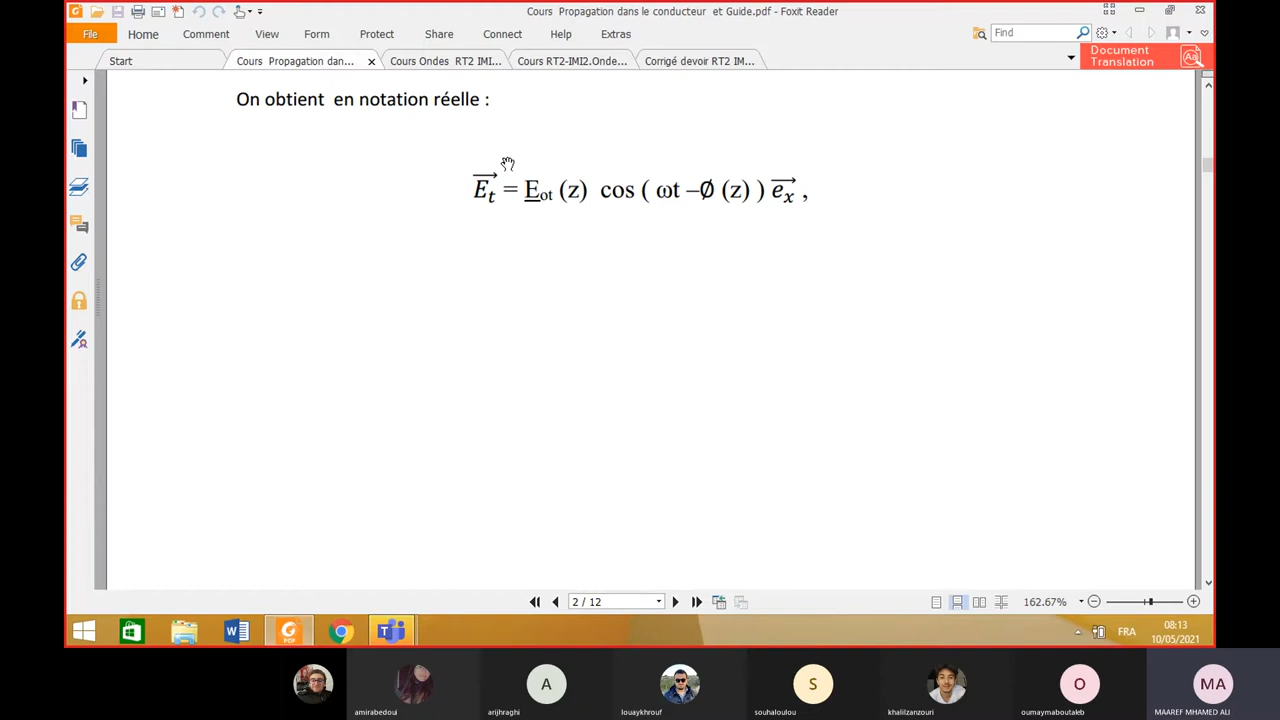 Cours Propagation dans le conducteur et Guide.pdf - Foxit Reader
File Home Comment View Form Protect Share Connect Help Extras
Find
Start
Cours Propagation dan...
Cours Ondes RT2 IMI...
Cours RT2-IMI2.Onde...
Corrigé devoir RT2 IM...
Document
Translation
On obtient en notation réelle :
E⃗t = E̲ot (z) cos ( ωt –Ø (z) ) e⃗x ,
2 / 12
162.67%
PDF
FRA
08:13
10/05/2021
A S O MA
amirabedoui
arijhraghi
louaykhrouf
souhaloulou
khalilzanzouri
oumaymaboutaleb
MAAREF MHAMED ALI